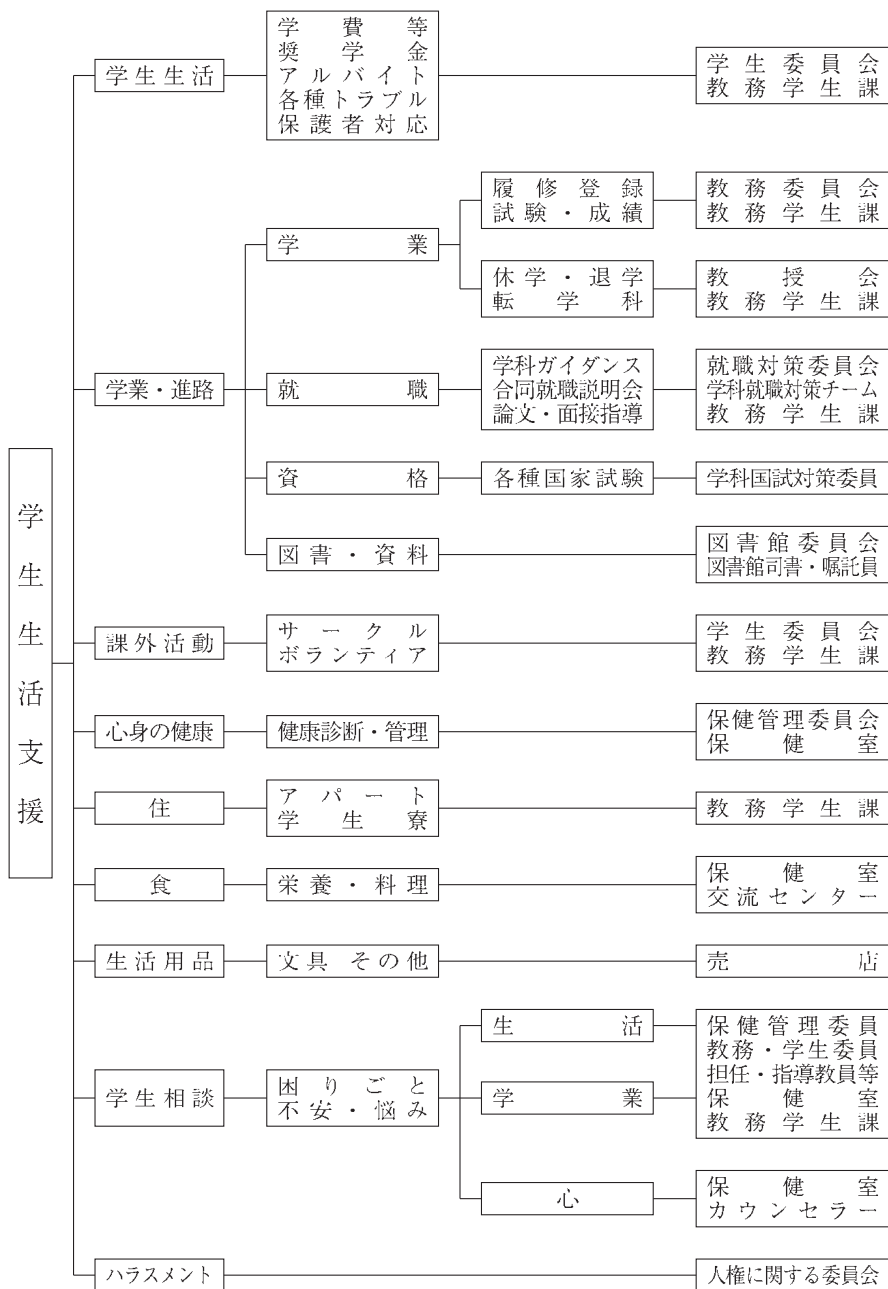 学生生活支援
学生生活
学費等
奨学金
アルバイト
各種トラブル
保護者対応
学生委員会
教務学生課
学業・進路
学業
履修登録
試験・成績
教務委員会
教務学生課
休学・退学
転学科
教授会
教務学生課
就職
学科ガイダンス
合同就職説明会
論文・面接指導
就職対策委員会
学科就職対策チーム
教務学生課
資格
各種国家試験
学科国試対策委員
図書・資料
図書館委員会
図書館司書・嘱託員
課外活動
サークル
ボランティア
学生委員会
教務学生課
心身の健康
健康診断・管理
保健管理委員会
保健室
住
アパート
学生寮
教務学生課
食
栄養・料理
保健室
交流センター
生活用品
文具 その他
売店
学生相談
困りごと
不安・悩み
生活
学業
保健管理委員
教務・学生委員
担任・指導教員等
保健室
教務学生課
心
保健室
カウンセラー
ハラスメント
人権に関する委員会